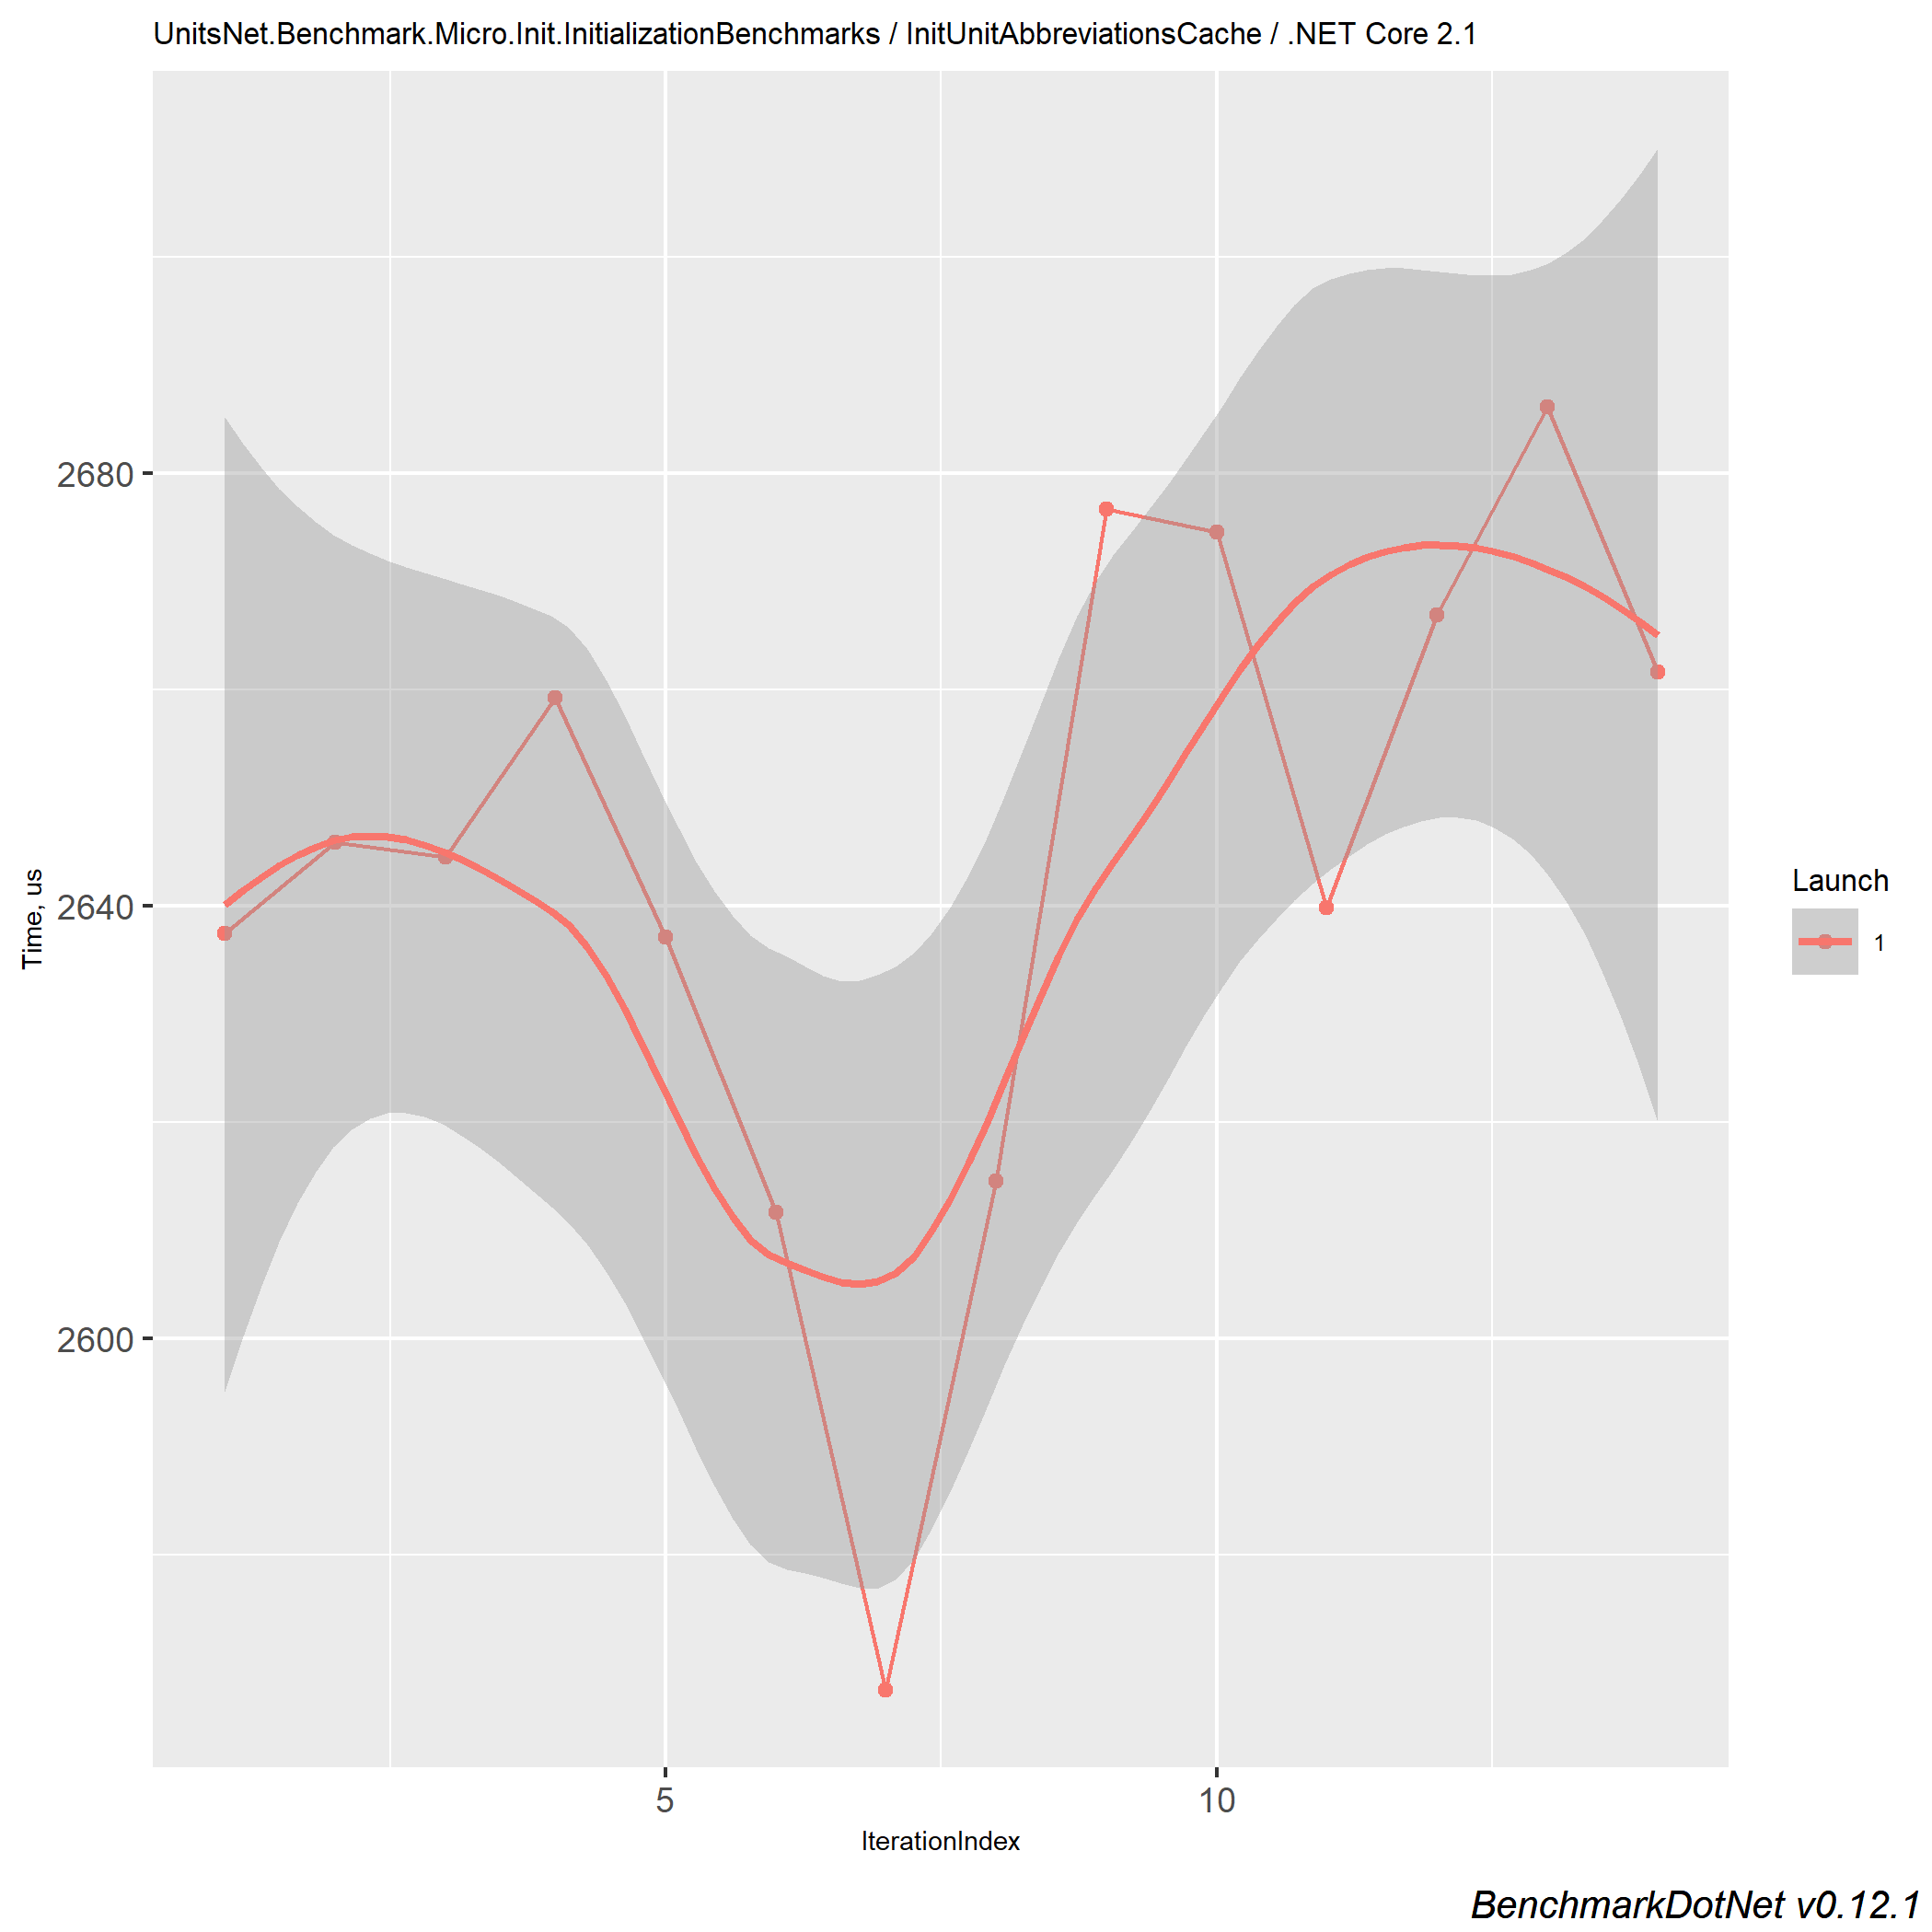 UnitsNet.Benchmark.Micro.Init.InitializationBenchmarks / InitUnitAbbreviationsCache / .NET Core 2.1
2680
2640
2600
Time, us
5
10
IterationIndex
Launch
1
BenchmarkDotNet v0.12.1